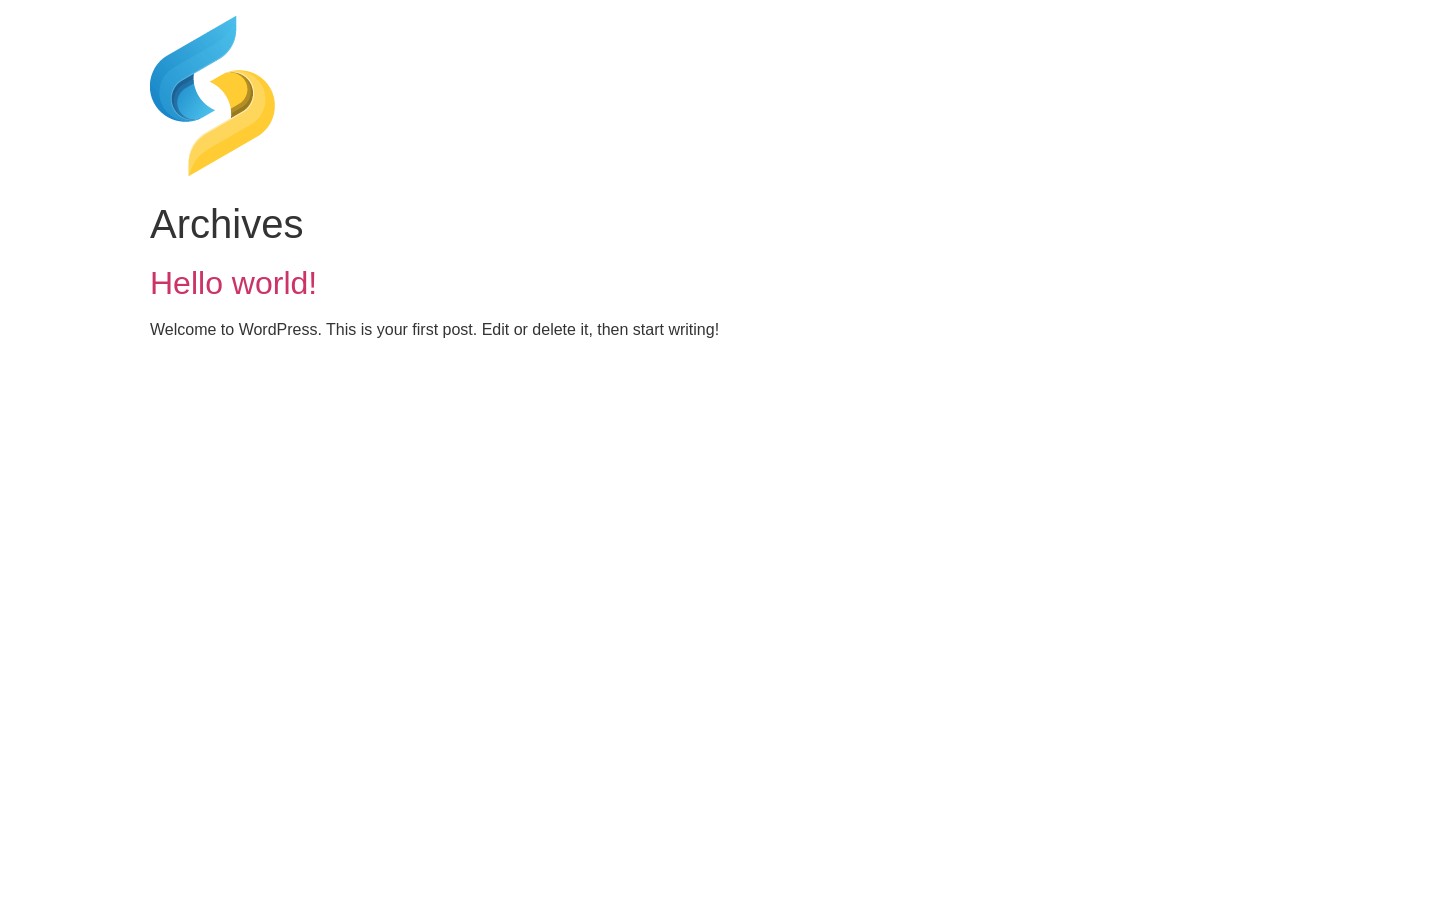 Archives
Hello world!
Welcome to WordPress. This is your first post. Edit or delete it, then start writing!